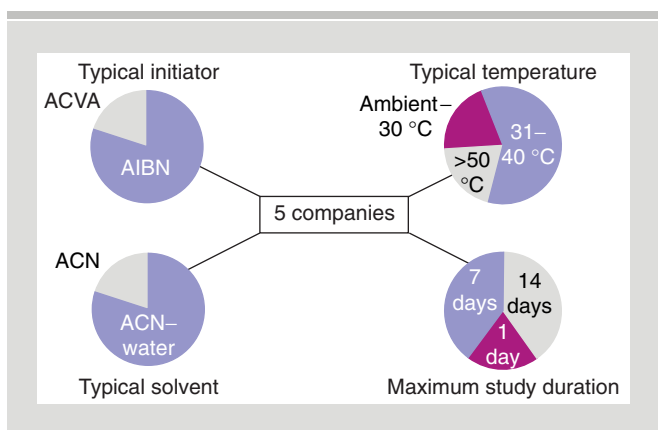 Typical initiator
ACVA
AIBN
Typical temperature
Ambient–
30 °C
31–
40 °C
>50
°C
5 companies
ACN
ACN–
water
Typical solvent
7
days
14
days
1
day
Maximum study duration